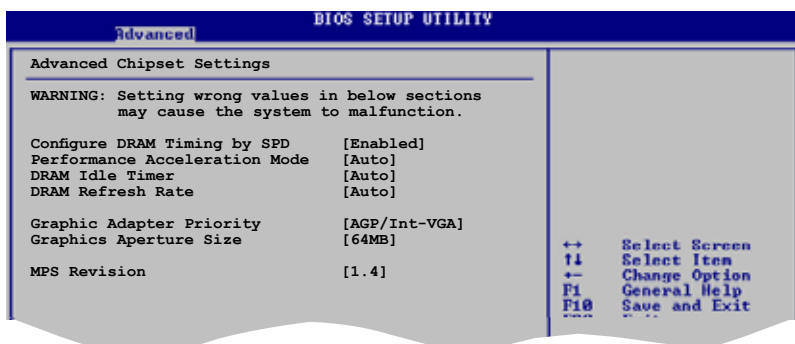 BIOS SETUP UTILITY
Advanced
Advanced Chipset Settings
WARNING: Setting wrong values in below sections
may cause the system to malfunction.
Configure DRAM Timing by SPD [Enabled]
Performance Acceleration Mode [Auto]
DRAM Idle Timer [Auto]
DRAM Refresh Rate [Auto]
Graphic Adapter Priority [AGP/Int-VGA]
Graphics Aperture Size [64MB]
MPS Revision [1.4]
↔ Select Screen
↑↓ Select Item
+- Change Option
F1 General Help
F10 Save and Exit